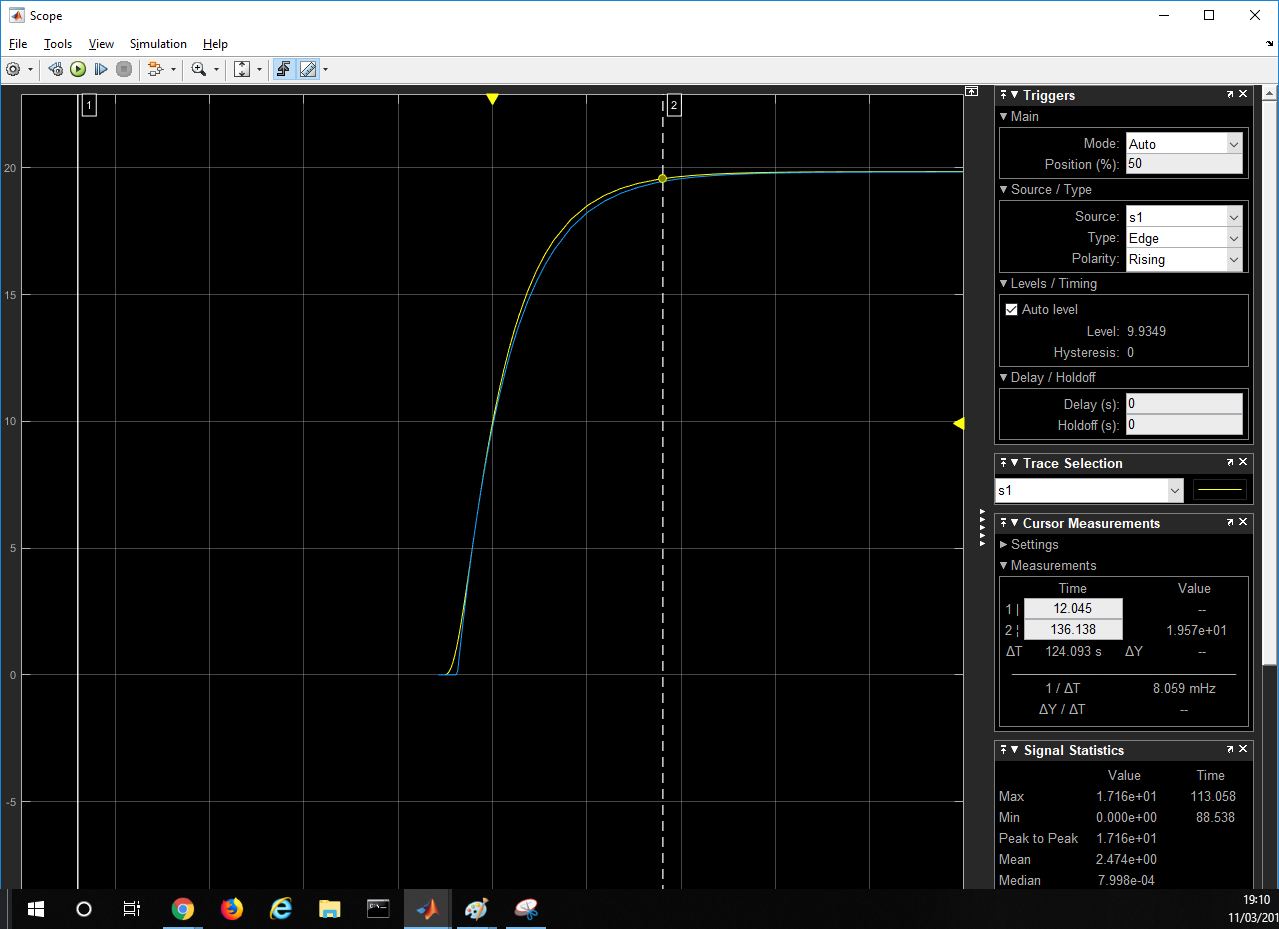 Scope
File Tools View Simulation Help
1
2
20
15
10
5
0
-5
Triggers
Main
Mode: Auto
Position (%): 50
Source / Type
Source: s1
Type: Edge
Polarity: Rising
Levels / Timing
Auto level
Level: 9.9349
Hysteresis: 0
Delay / Holdoff
Delay (s): 0
Holdoff (s): 0
Trace Selection
s1
Cursor Measurements
Settings
Measurements
Time Value
1 | 12.045 --
2 ¦ 136.138 1.957e+01
ΔT 124.093 s ΔY --
1 / ΔT 8.059 mHz
ΔY / ΔT --
Signal Statistics
Value Time
Max 1.716e+01 113.058
Min 0.000e+00 88.538
Peak to Peak 1.716e+01
Mean 2.474e+00
Median 7.998e-04
19:10
11/03/201